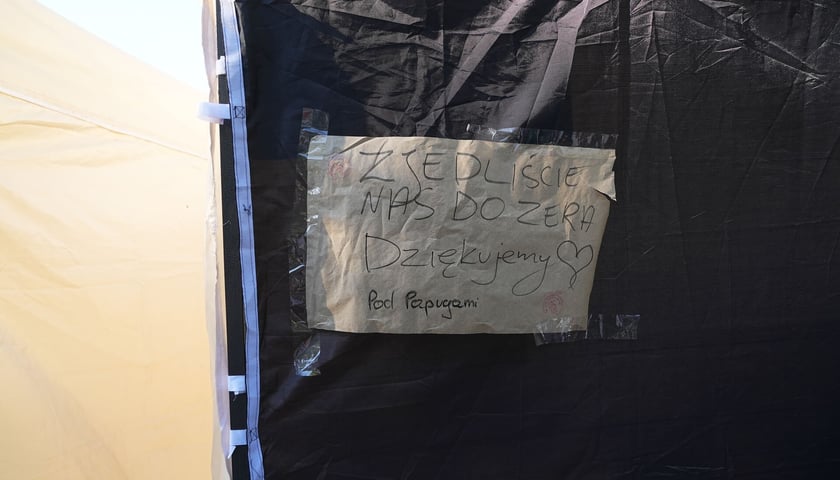 ZJEDLIŚCIE
NAS DO ZERA
Dziękujemy
Pod Papugami